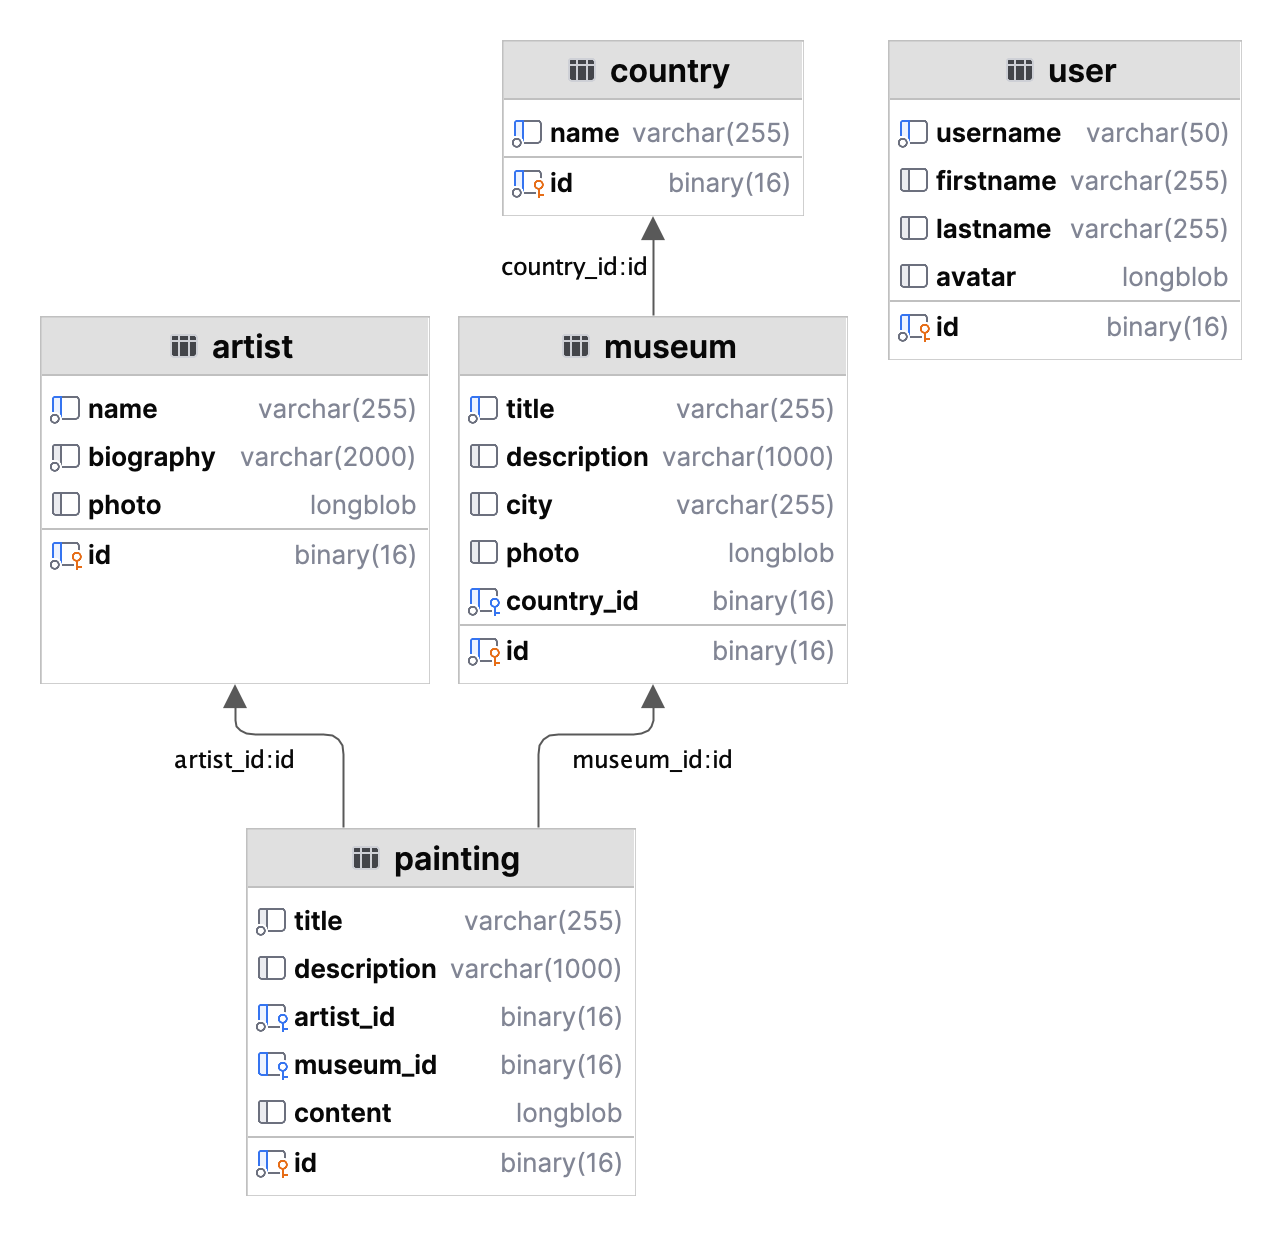 country
name varchar(255)
id binary(16)
user
username varchar(50)
firstname varchar(255)
lastname varchar(255)
avatar longblob
id binary(16)
country_id:id
artist
name varchar(255)
biography varchar(2000)
photo longblob
id binary(16)
museum
title varchar(255)
description varchar(1000)
city varchar(255)
photo longblob
country_id binary(16)
id binary(16)
artist_id:id
museum_id:id
painting
title varchar(255)
description varchar(1000)
artist_id binary(16)
museum_id binary(16)
content longblob
id binary(16)